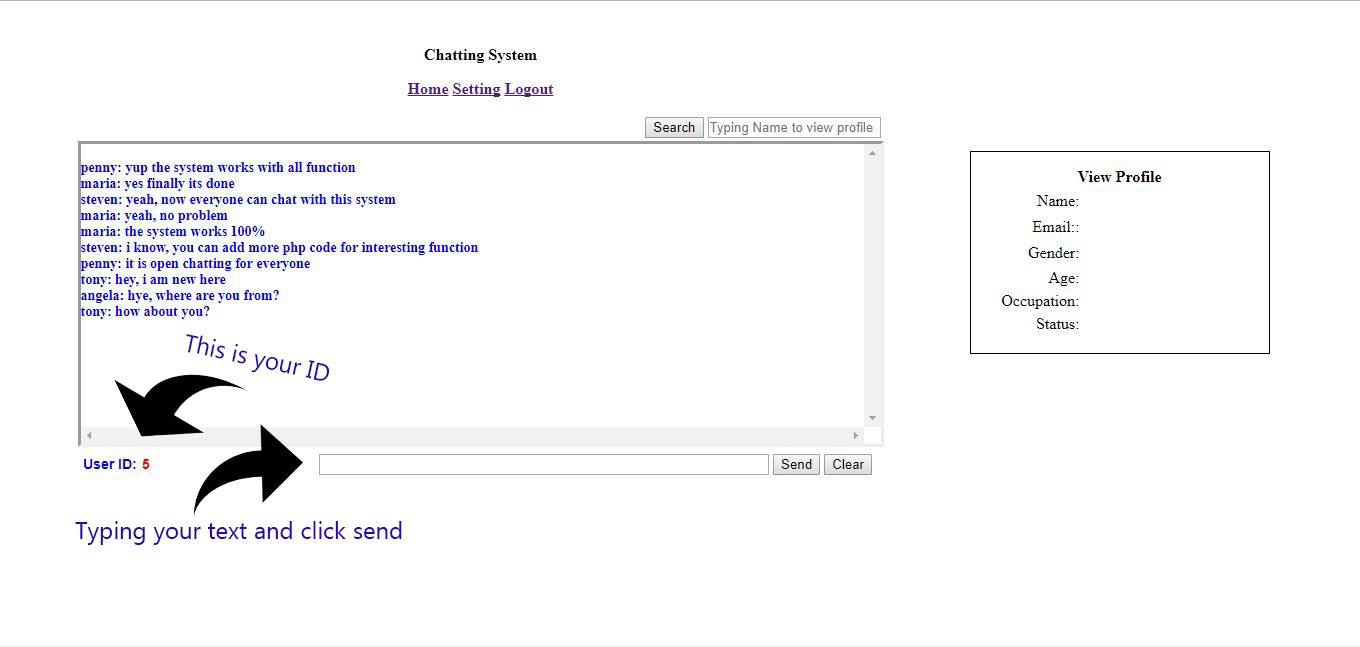 Chatting System
Home Setting Logout
Search Typing Name to view profile
penny: yup the system works with all function
maria: yes finally its done
steven: yeah, now everyone can chat with this system
maria: yeah, no problem
maria: the system works 100%
steven: i know, you can add more php code for interesting function
penny: it is open chatting for everyone
tony: hey, i am new here
angela: hye, where are you from?
tony: how about you?
This is your ID
User ID: 5
Send Clear
Typing your text and click send
View Profile
Name:
Email::
Gender:
Age:
Occupation:
Status: